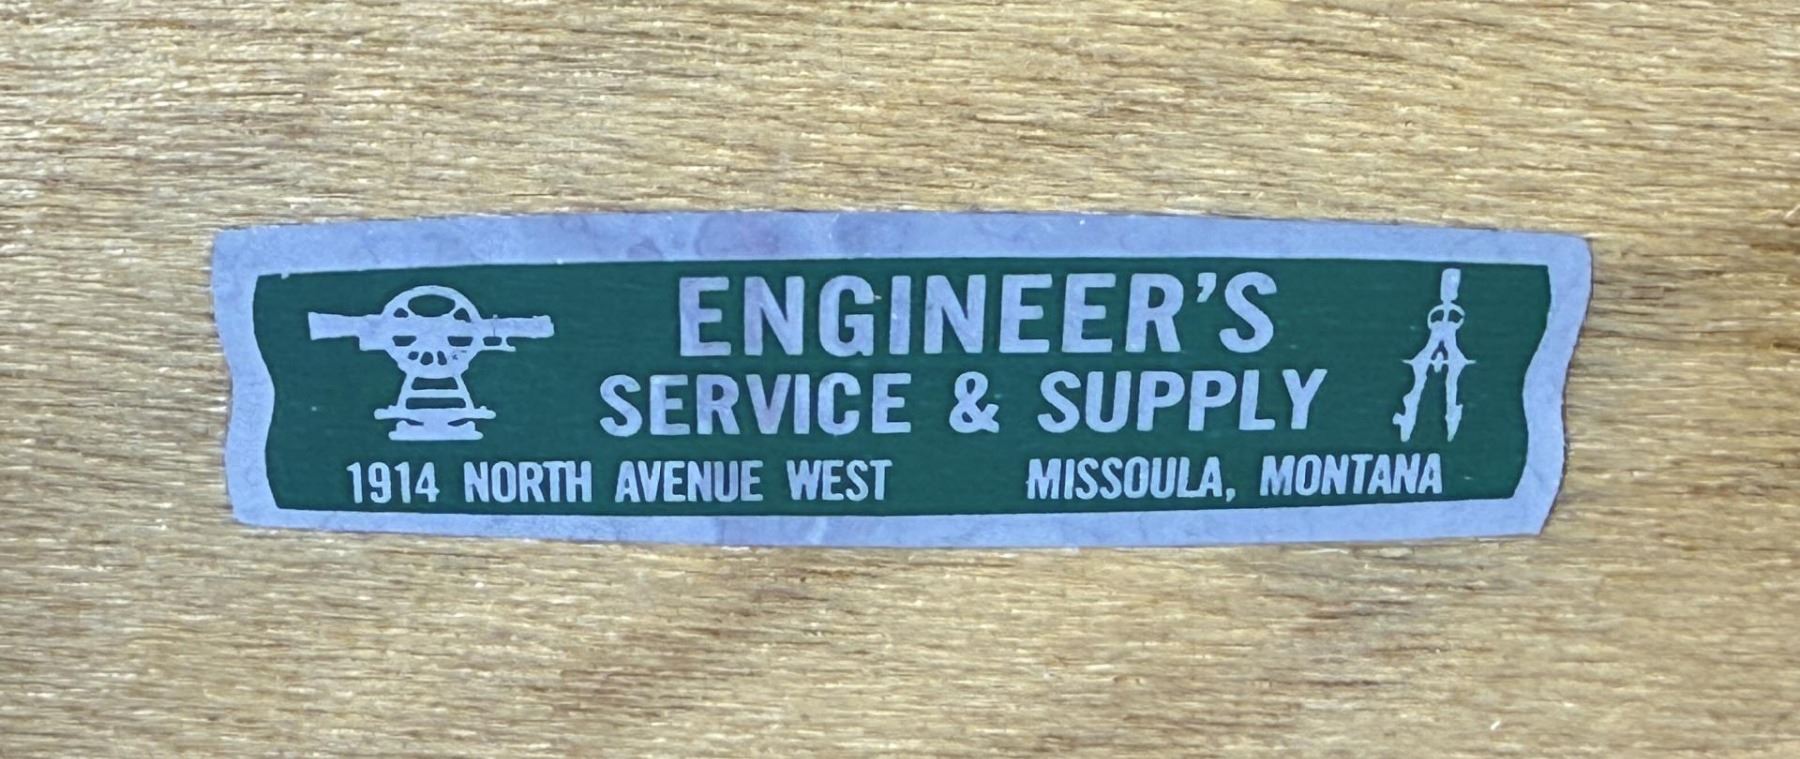 ENGINEER'S
SERVICE & SUPPLY
1914 NORTH AVENUE WEST MISSOULA, MONTANA